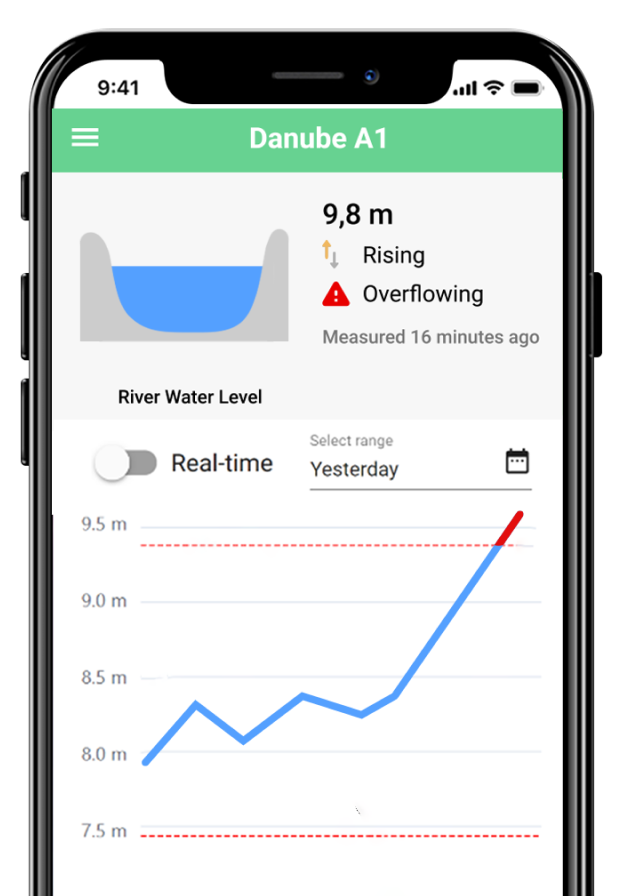 9:41
Danube A1
9,8 m
Rising
Overflowing
Measured 16 minutes ago
River Water Level
Real-time
Select range
Yesterday
9.5 m
9.0 m
8.5 m
8.0 m
7.5 m